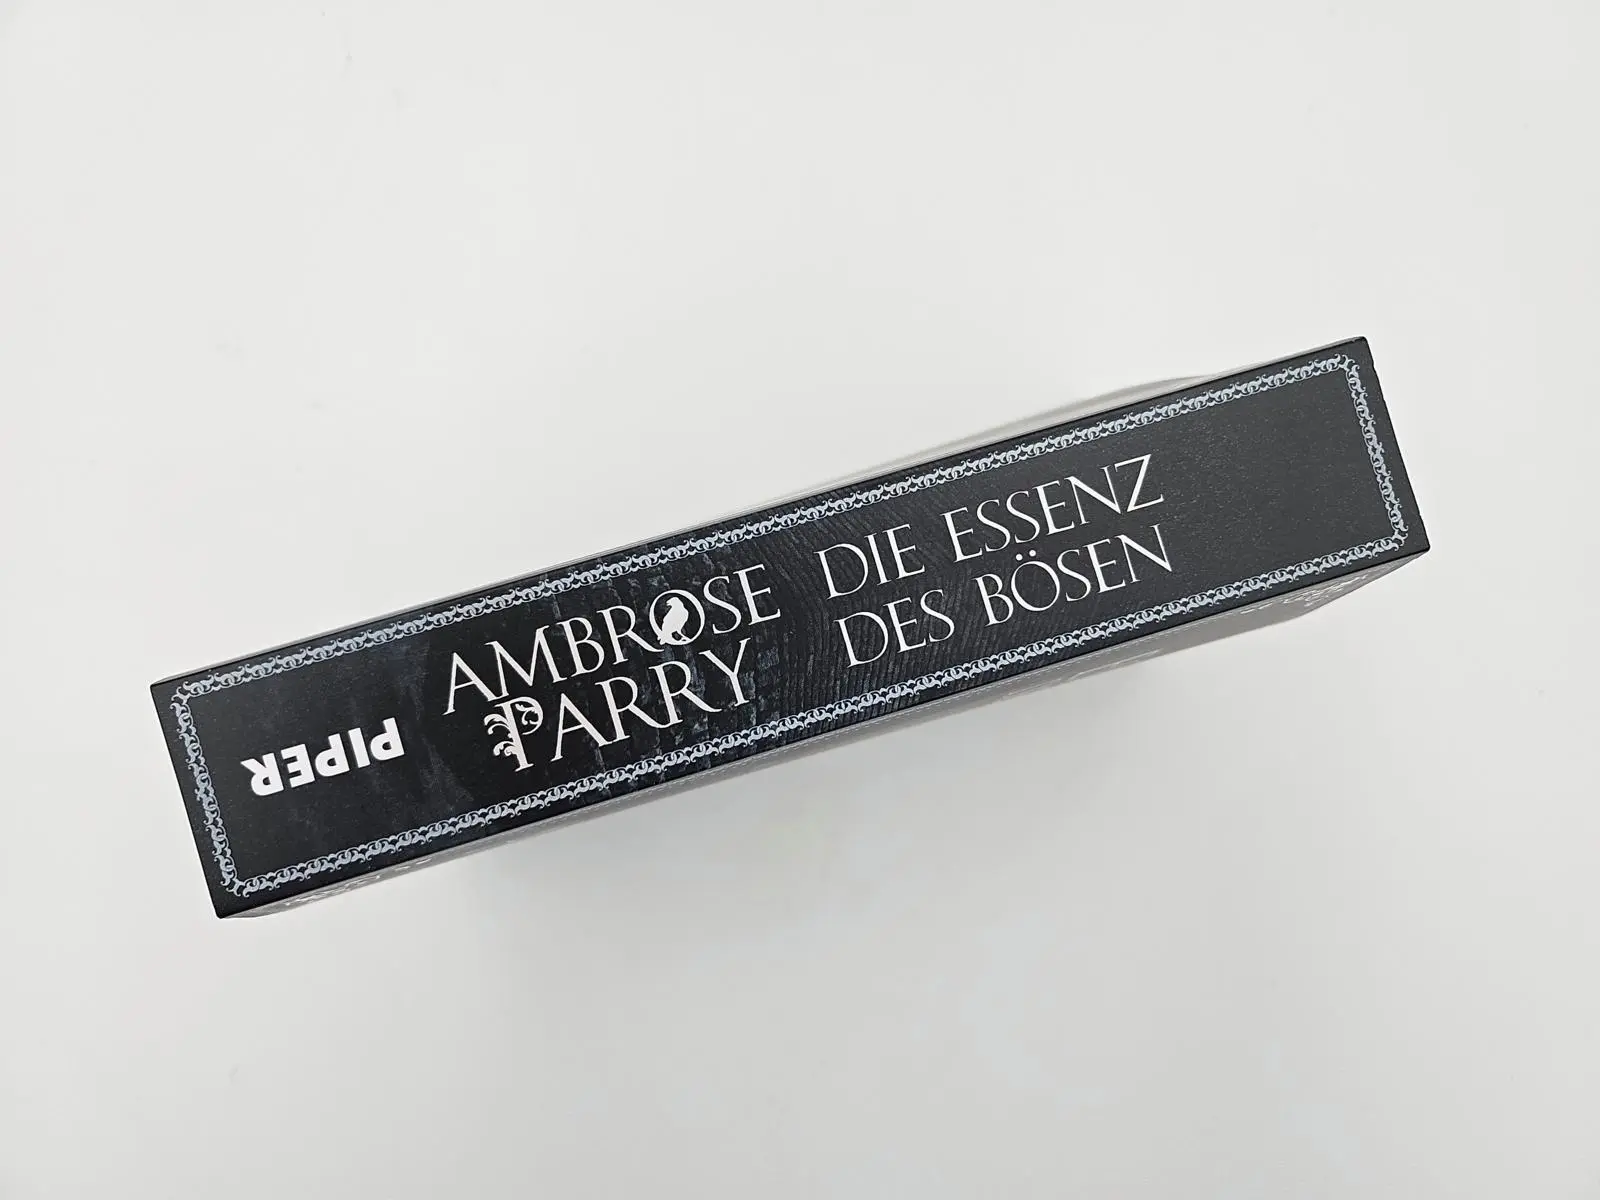 AMBROSE
PARRY
DIE ESSENZ
DES BÖSEN
PIPER